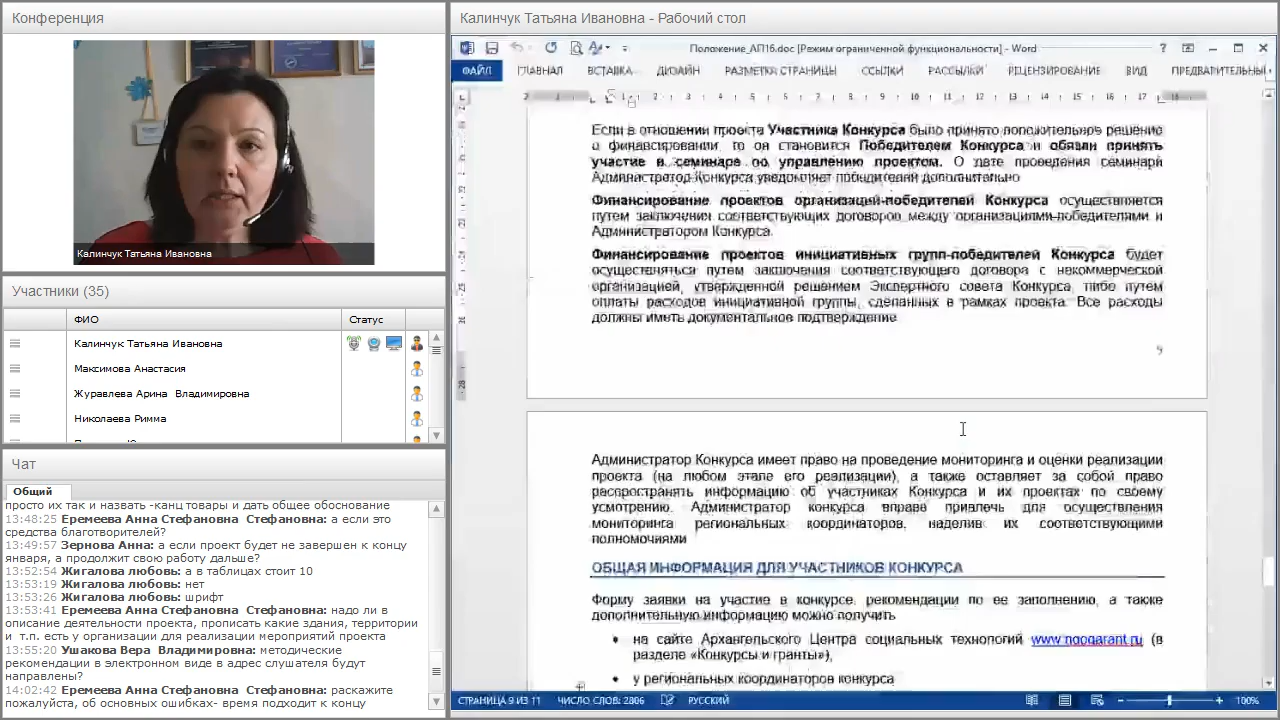 Конференция
Калинчук Татьяна Ивановна
Участники (35)
ФИО
Статус
Калинчук Татьяна Ивановна
Максимова Анастасия
Журавлева Арина Владимировна
Николаева Римма
Чат
Общий
просто их так и назвать -канц товары и дать общее обоснование
13:48:25 Еремеева Анна Стефановна Стефановна: а если это
средства благотворителей?
13:49:57 Зернова Анна: а если проект будет не завершен к концу
января, а продолжит свою работу дальше?
13:52:54 Жигалова любовь: а в таблицах стоит 10
13:53:19 Жигалова любовь: нет
13:53:26 Жигалова любовь: шрифт
13:53:41 Еремеева Анна Стефановна Стефановна: надо ли в
описание деятельности проекта, прописать какие здания, территории
и т.п. есть у организации для реализации мероприятий проекта
13:55:20 Ушакова Вера Владимировна: методические
рекомендации в электронном виде в адрес слушателя будут
направлены?
14:02:42 Еремеева Анна Стефановна Стефановна: раскажите
пожалуйста, об основных ошибсах- время подходит к концу
Калинчук Татьяна Ивановна - Рабочий стол
Положение_АП16.doc [Режим ограниченной функциональности] - Word
ФАЙЛ ГЛАВНАЯ ВСТАВКА ДИЗАЙН РАЗМЕТКА СТРАНИЦЫ ССЫЛКИ РАССЫЛКИ РЕЦЕНЗИРОВАНИЕ ВИД ПРЕДВАРИТЕЛЬНЫ
Если в отношении проекта Участника Конкурса было принято положительное решение
о финансировании то он становится Победителем Конкурса и обязан принять
участие в семинаре по управлению проектом. О дате проведения семинара
Администратор Конкурса уведомляет победителей дополнительно
Финансирование проектов организаций-победителей Конкурса осуществляется
путем заключения соответствующих договоров между организациями-победителями и
Администратором Конкурса.
Финансирование проектов инициативных групп-победителей Конкурса будет
осуществляться путем заключения соответствующего договора с некоммерческой
организацией, утвержденной решением Экспертного совета Конкурса, либо путем
оплаты расходов инициативной группы, сделанных в рамках проекта. Все расходы
должны иметь документальное подтверждение
9
Администратор Конкурса имеет право на проведение мониторинга и оценки реализации
проекта (на любом этапе его реализации), а также оставляет за собой право
распространять информацию об участниках Конкурса и их проектах по своему
усмотрению. Администратор конкурса вправе привлечь для осуществления
мониторинга региональных координаторов, наделив их соответствующими
полномочиями
ОБЩАЯ ИНФОРМАЦИЯ ДЛЯ УЧАСТНИКОВ КОНКУРСА
Форму заявки на участие в конкурсе, рекомендации по ее заполнению, а также
дополнительную информацию можно получить
• на сайте Архангельского Центра социальных технологий www.ngogarant.ru (в
разделе «Конкурсы и гранты»),
• у региональных координаторов конкурса
СТРАНИЦА 9 ИЗ 11 ЧИСЛО СЛОВ: 2806 РУССКИЙ 100%